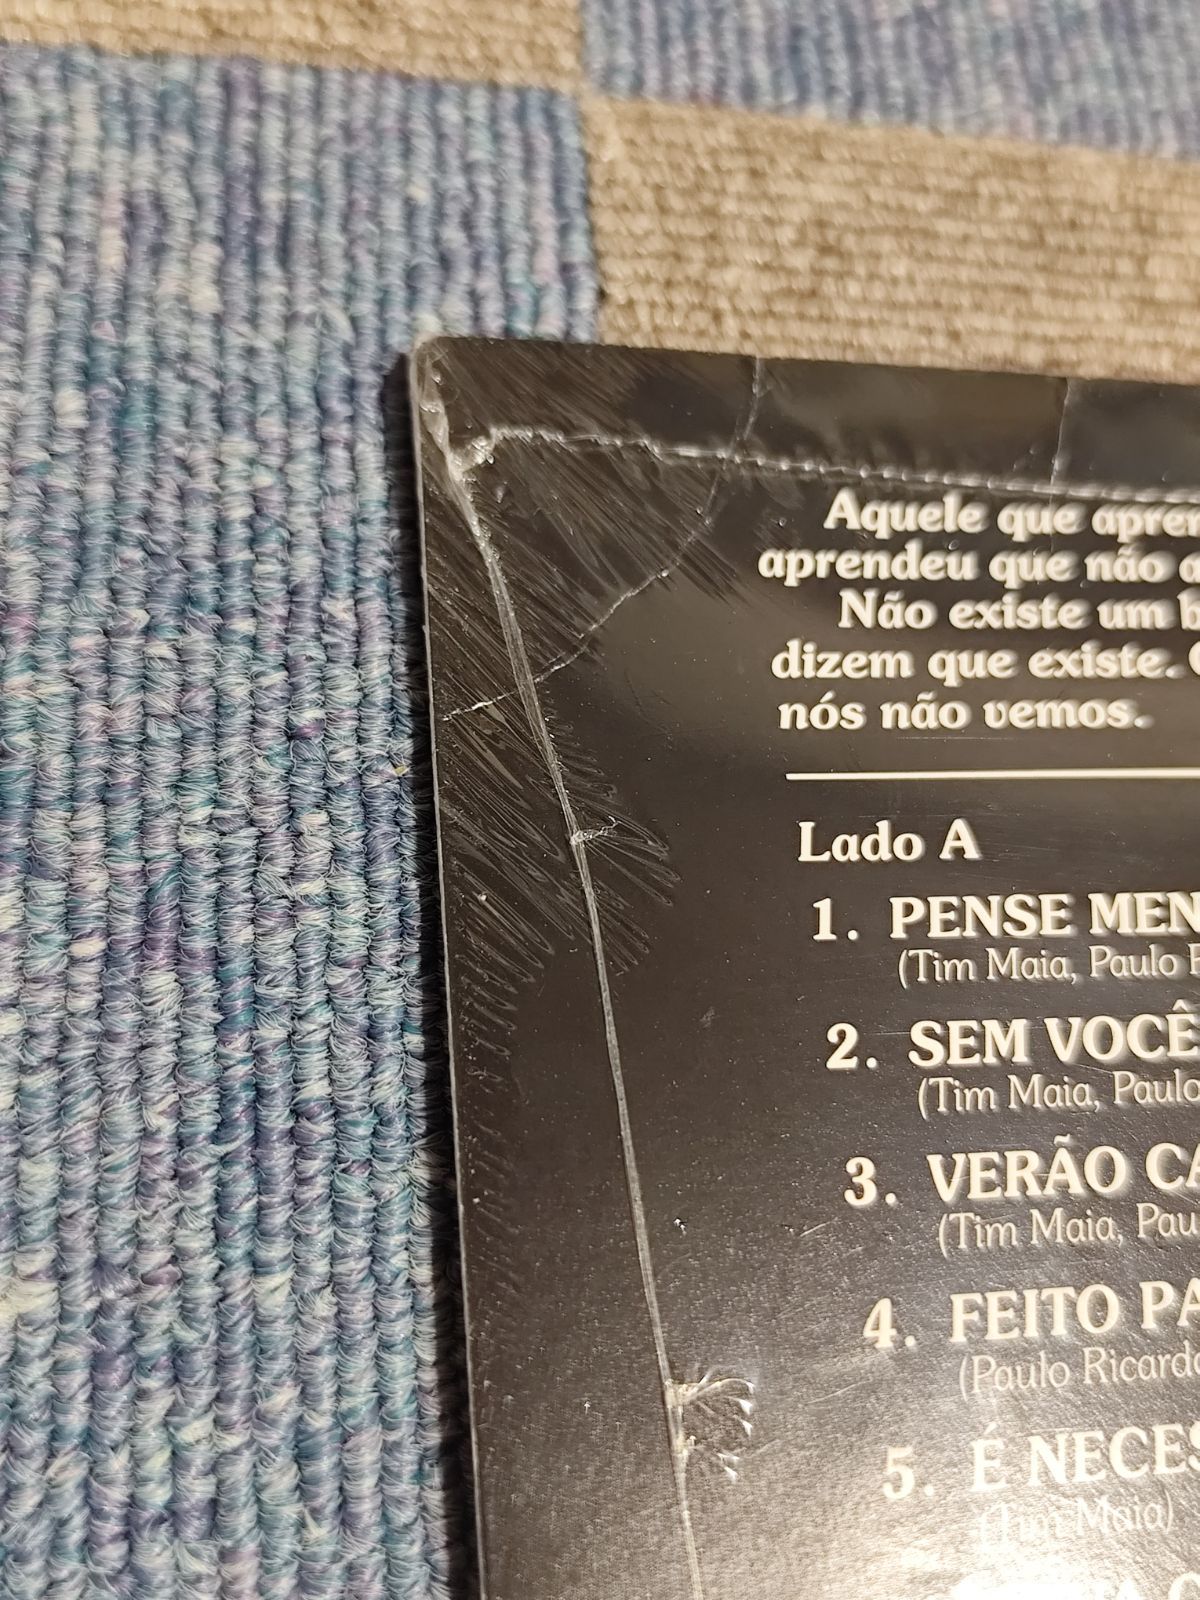 Aquele que apren
aprendeu que não a
Não existe um b
dizem que existe.
nós não vemos.
Lado A
1. PENSE MEN
(Tim Maia, Paulo
2. SEM VOCÊ
(Tim Maia, Paulo
3. VERÃO CA
(Tim Maia, Pau
4. FEITO PA
(Paulo Ricardo
5. É NECES
(Tim Maia)